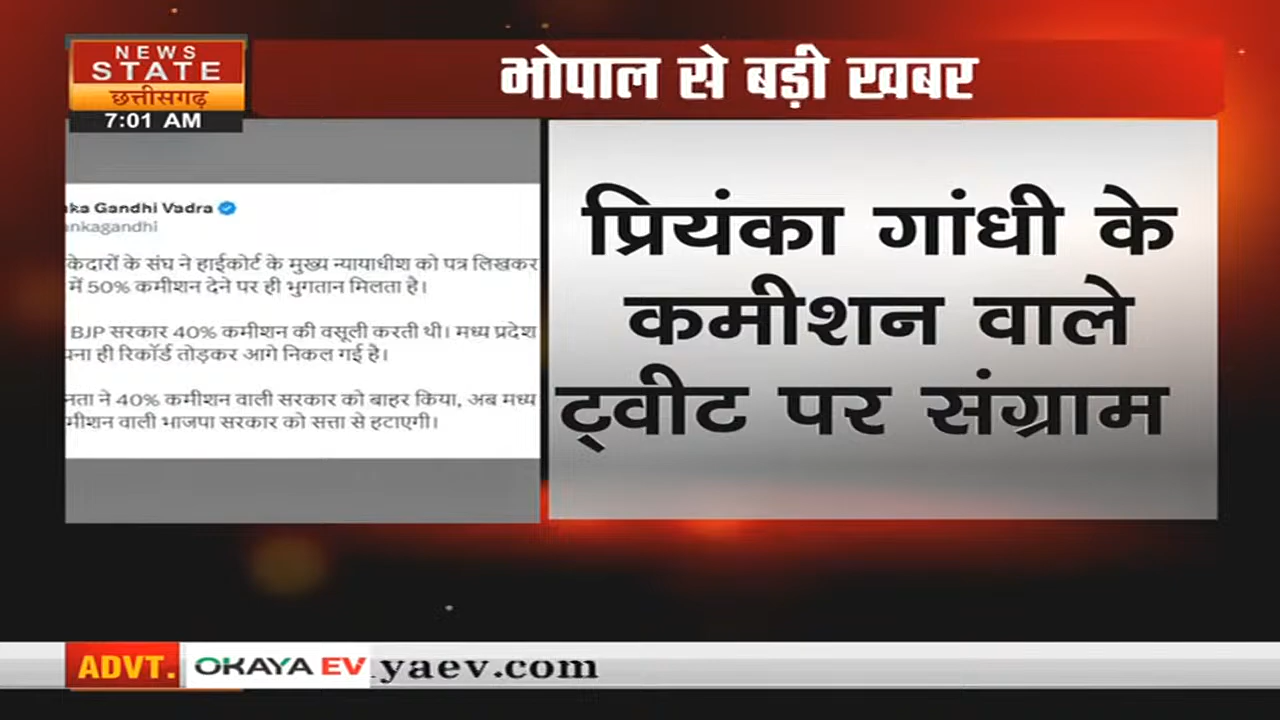 NEWS
STATE
छत्तीसगढ़
7:01 AM
भोपाल से बड़ी खबर
ka Gandhi Vadra
ankagandhi
केदारों के संघ ने हाईकोर्ट के मुख्य न्यायाधीश को पत्र लिखकर
में 50% कमीशन देने पर ही भुगतान मिलता है।
BJP सरकार 40% कमीशन की वसूली करती थी। मध्य प्रदेश
पना ही रिकॉर्ड तोड़कर आगे निकल गई है।
नता ने 40% कमीशन वाली सरकार को बाहर किया, अब मध्य
मीशन वाली भाजपा सरकार को सत्ता से हटाएगी।
प्रियंका गांधी के
कमीशन वाले
ट्वीट पर संग्राम
ADVT. OKAYA EV yaev.com